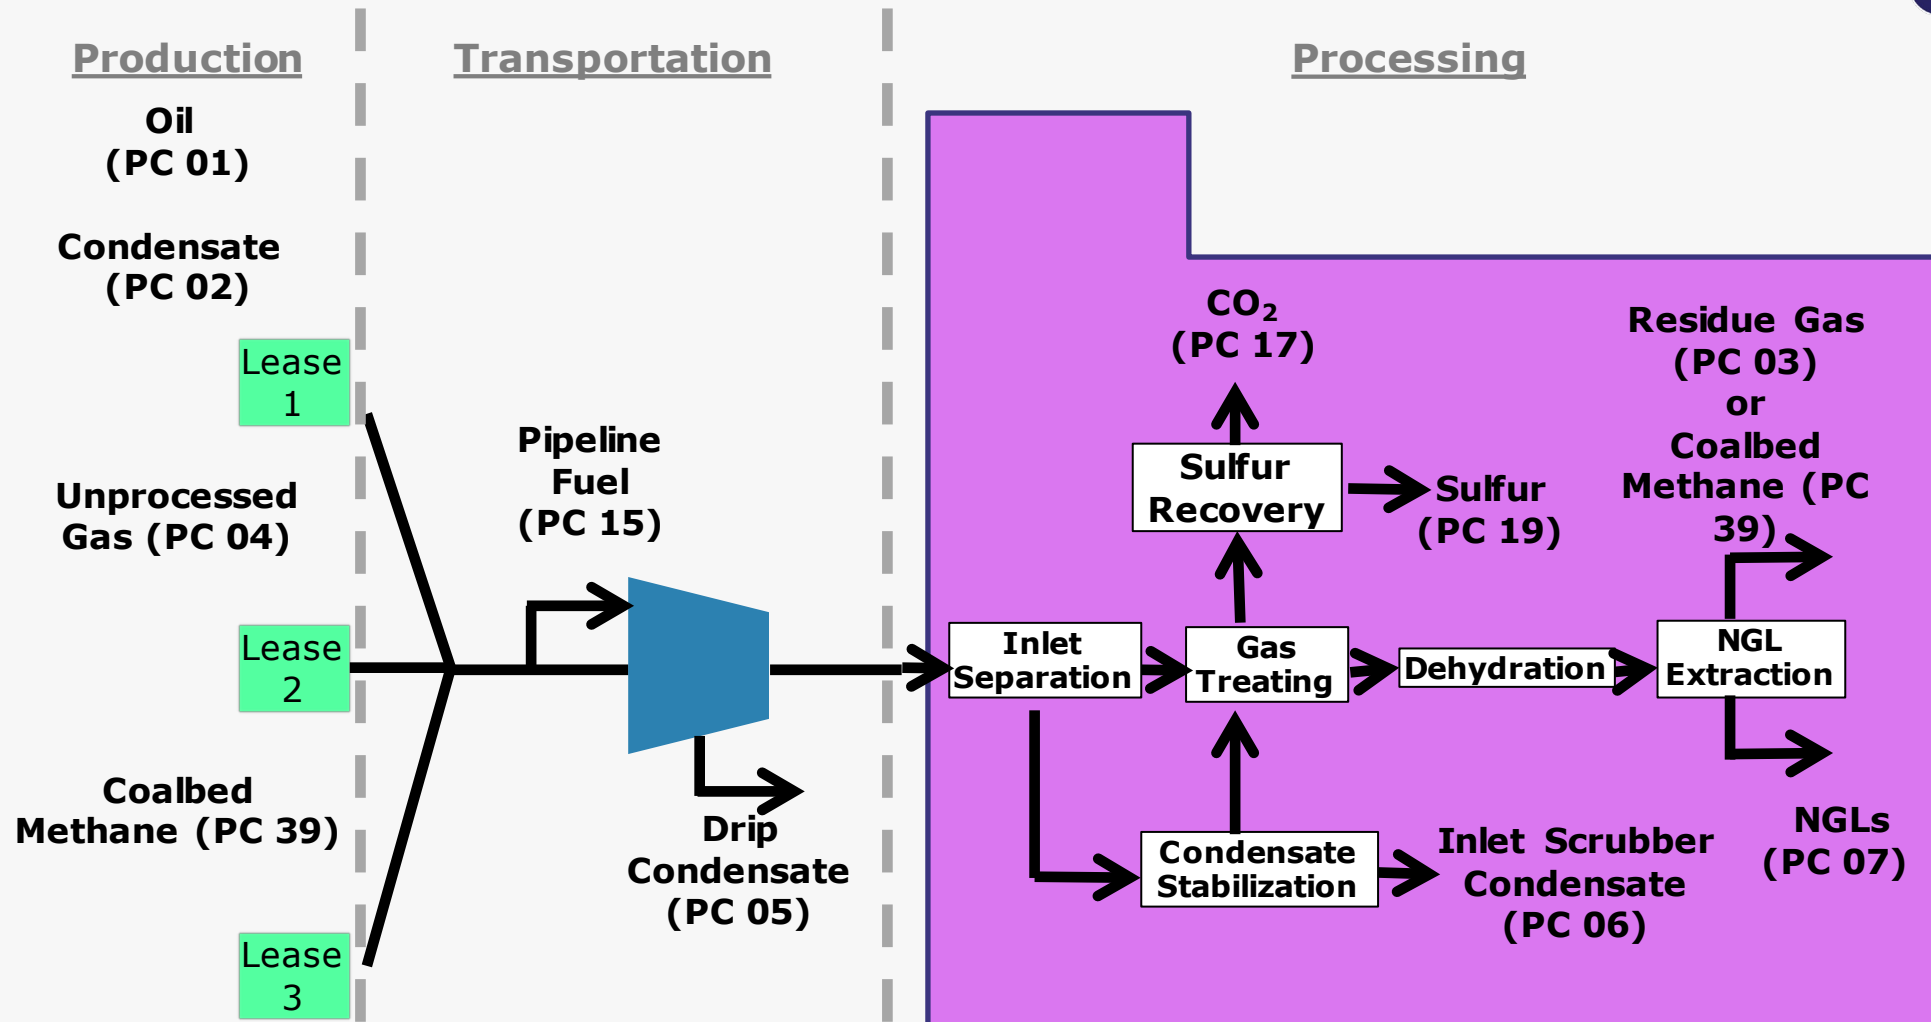 Production
Transportation
Processing
Oil
(PC 01)
Condensate
(PC 02)
Lease
1
Unprocessed
Gas (PC 04)
Lease
2
Coalbed
Methane (PC 39)
Lease
3
Pipeline
Fuel
(PC 15)
Drip
Condensate
(PC 05)
CO₂
(PC 17)
Sulfur
Recovery
Sulfur
(PC 19)
Residue Gas
(PC 03)
or
Coalbed
Methane (PC
39)
Inlet
Separation
Gas
Treating
Dehydration
NGL
Extraction
Condensate
Stabilization
Inlet Scrubber
Condensate
(PC 06)
NGLs
(PC 07)